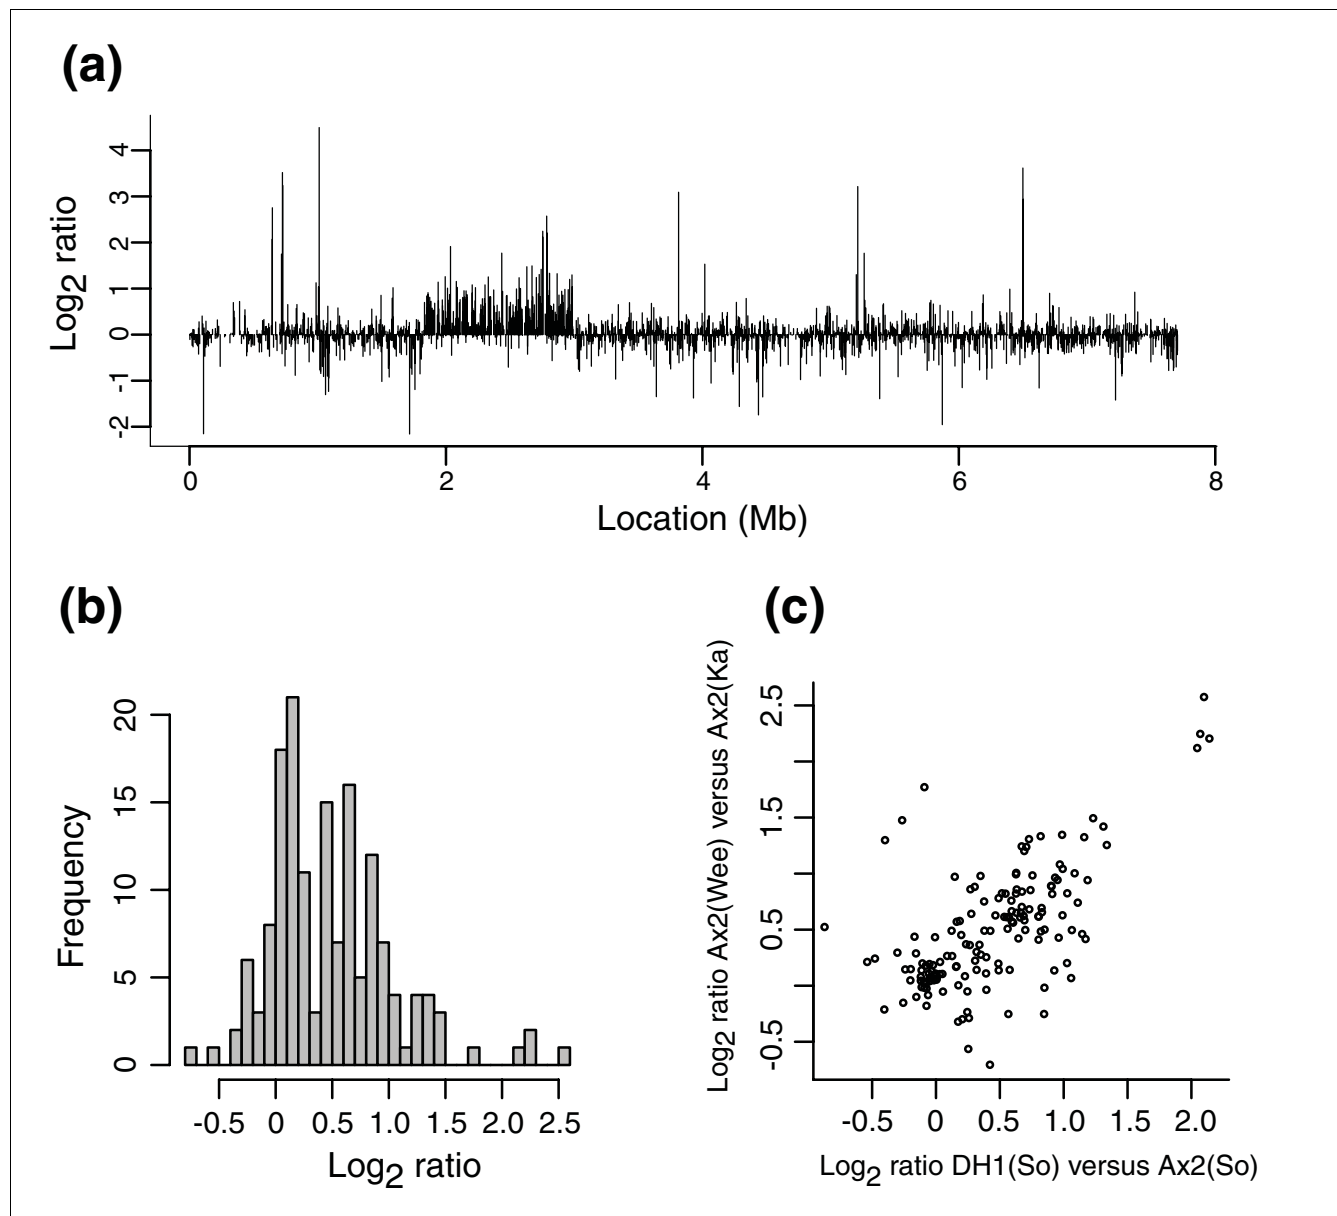 (a)
Log2 ratio
4
3
2
1
0
-1
-2
0 2 4 6 8
Location (Mb)
(b)
Frequency
20
15
10
5
0
-0.5 0 0.5 1.0 1.5 2.0 2.5
Log2 ratio
(c)
Log2 ratio Ax2(Wee) versus Ax2(Ka)
2.5
1.5
0.5
-0.5
-0.5 0 0.5 1.0 1.5 2.0
Log2 ratio DH1(So) versus Ax2(So)